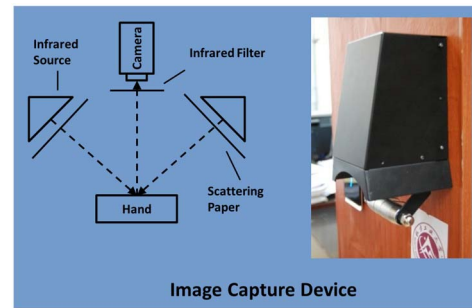 Infrared
Source
Camera
Infrared Filter
Scattering
Paper
Hand
Image Capture Device